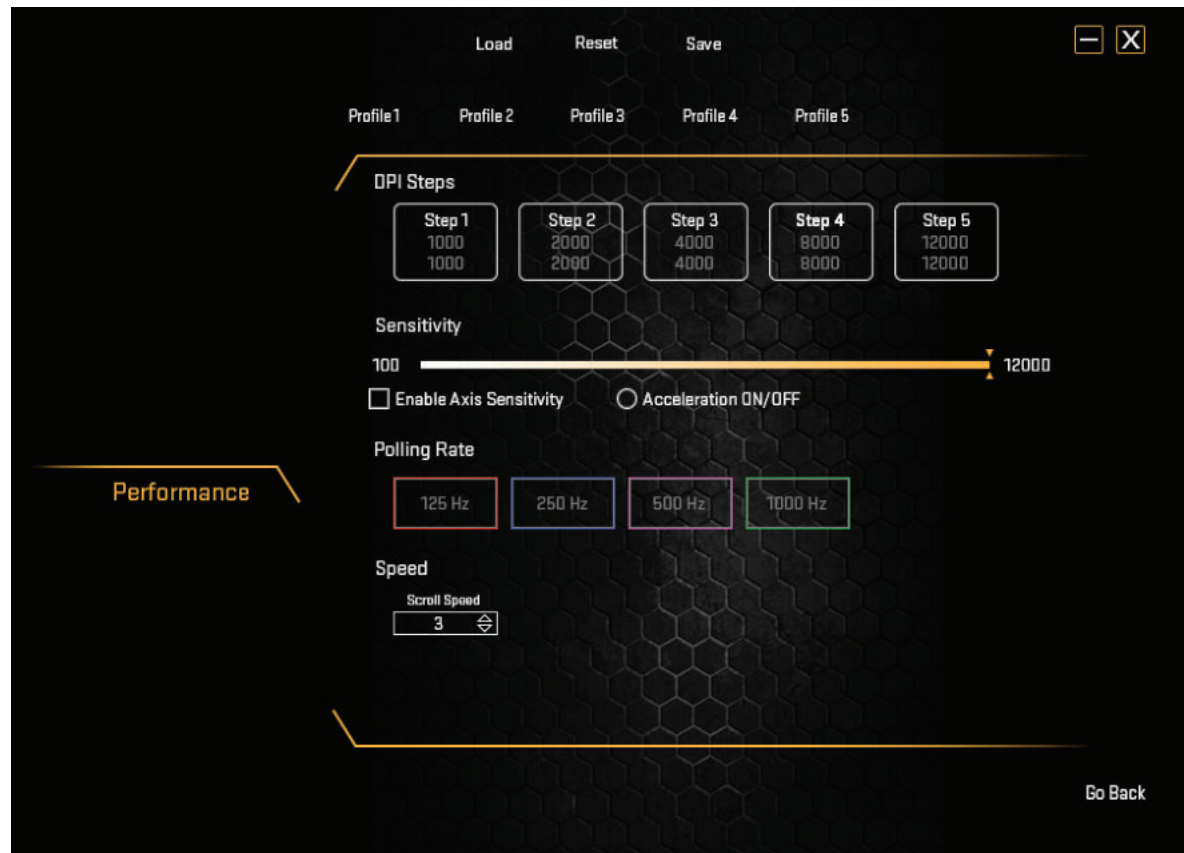 Load Reset Save
X
Profile 1 Profile 2 Profile 3 Profile 4 Profile 5
DPI Steps
Step 1 Step 2 Step 3 Step 4 Step 5
1000 2000 4000 8000 12000
1000 2000 4000 8000 12000
Sensitivity
100 12000
Enable Axis Sensitivity Acceleration ON/OFF
Polling Rate
Performance
125 Hz 250 Hz 500 Hz 1000 Hz
Speed
Scroll Speed
3
Go Back